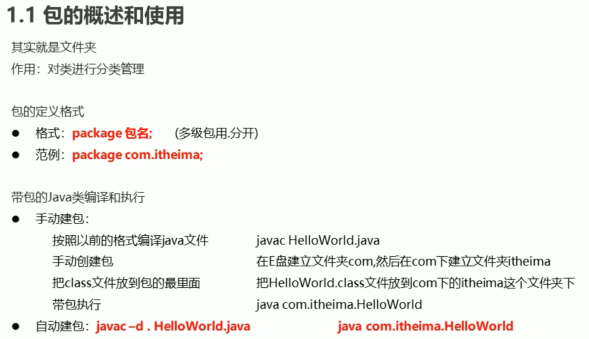 1.1 包的概述和使用
其实就是文件夹
作用：对类进行分类管理
包的定义格式
● 格式：package 包名; (多级包用.分开)
● 范例：package com.itheima;
带包的Java类编译和执行
● 手动建包：
按照以前的格式编译java文件 javac HelloWorld.java
手动创建包 在E盘建立文件夹com,然后在com下建立文件夹itheima
把class文件放到包的最里面 把HelloWorld.class文件放到com下的itheima这个文件夹下
带包执行 java com.itheima.HelloWorld
● 自动建包：javac –d . HelloWorld.java java com.itheima.HelloWorld